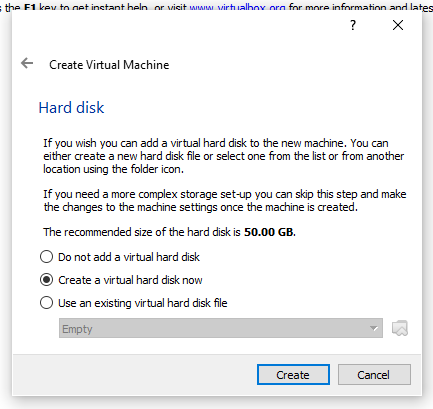 s the F1 key to get instant help, or visit www.virtualbox.org for more information and lates
?
Create Virtual Machine
Hard disk
If you wish you can add a virtual hard disk to the new machine. You can
either create a new hard disk file or select one from the list or from another
location using the folder icon.
If you need a more complex storage set-up you can skip this step and make
the changes to the machine settings once the machine is created.
The recommended size of the hard disk is 50.00 GB.
Do not add a virtual hard disk
Create a virtual hard disk now
Use an existing virtual hard disk file
Empty
Create Cancel